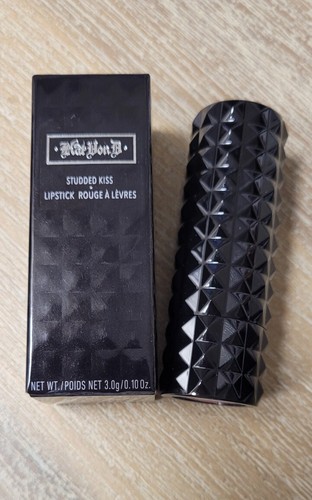 Kat Von D
STUDDED KISS
LIPSTICK ROUGE À LÈVRES
NET WT./POIDS NET 3.0g/0.10 Oz.